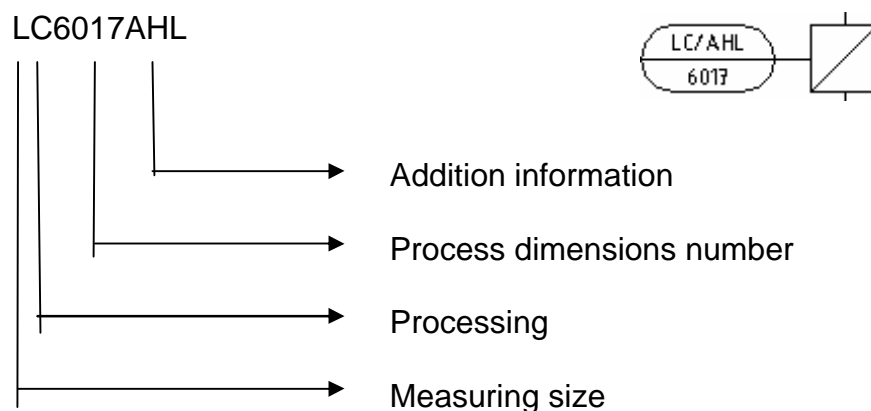 LC6017AHL
LC/AHL
6017
Addition information
Process dimensions number
Processing
Measuring size